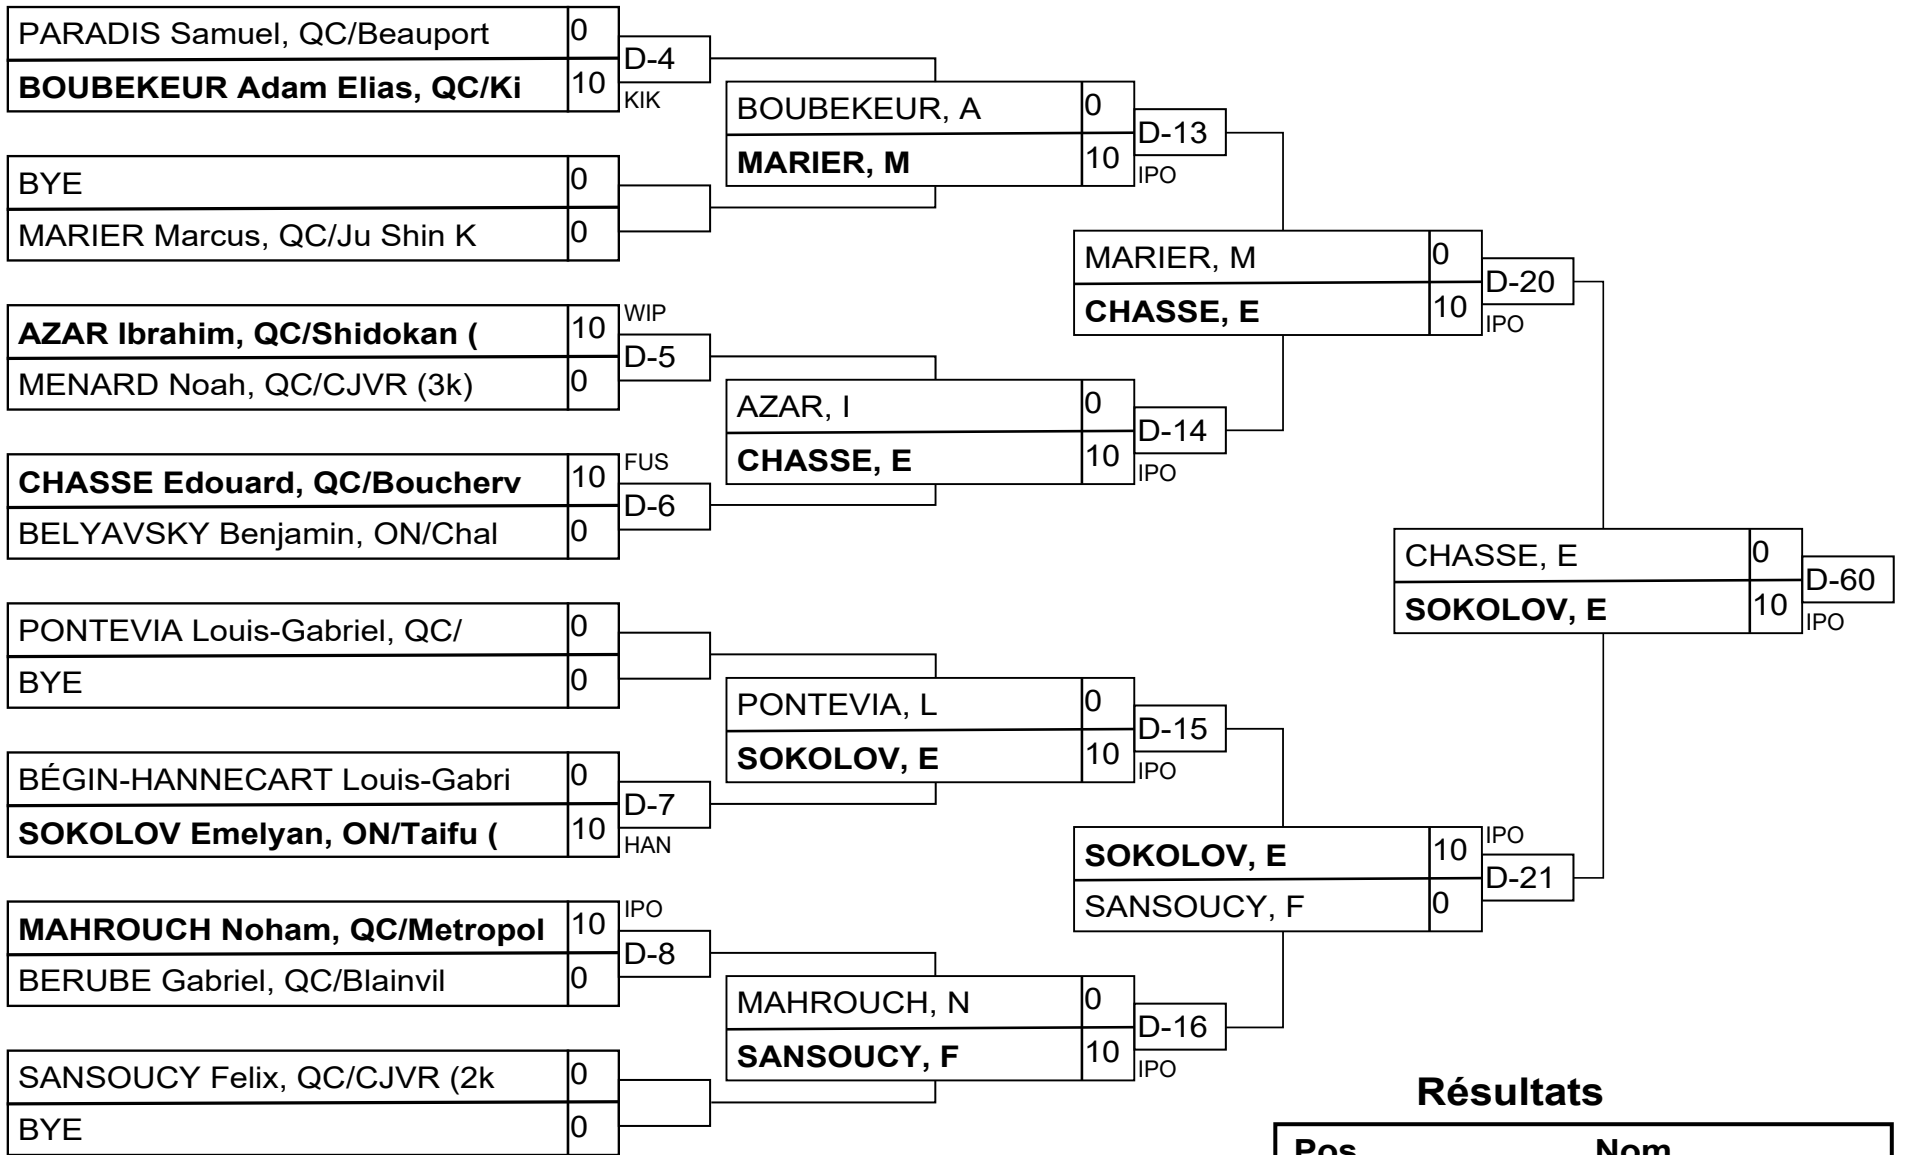 PARADIS Samuel, QC/Beauport 0
D-4
BOUBEKEUR Adam Elias, QC/Ki 10
KIK
BYE 0
MARIER Marcus, QC/Ju Shin K 0
AZAR Ibrahim, QC/Shidokan ( 10
WIP
D-5
MENARD Noah, QC/CJVR (3k) 0
CHASSE Edouard, QC/Boucherv 10
FUS
D-6
BELYAVSKY Benjamin, ON/Chal 0
PONTEVIA Louis-Gabriel, QC/ 0
BYE 0
BÉGIN-HANNECART Louis-Gabri 0
D-7
SOKOLOV Emelyan, ON/Taifu ( 10
HAN
MAHROUCH Noham, QC/Metropol 10
IPO
D-8
BERUBE Gabriel, QC/Blainvil 0
SANSOUCY Felix, QC/CJVR (2k 0
BYE 0
BOUBEKEUR, A 0
D-13
MARIER, M 10
IPO
AZAR, I 0
D-14
CHASSE, E 10
IPO
PONTEVIA, L 0
D-15
SOKOLOV, E 10
IPO
MAHROUCH, N 0
D-16
SANSOUCY, F 10
IPO
MARIER, M 0
D-20
CHASSE, E 10
IPO
SOKOLOV, E 10
IPO
D-21
SANSOUCY, F 0
CHASSE, E 0
D-60
SOKOLOV, E 10
IPO
Résultats
Pos Nom